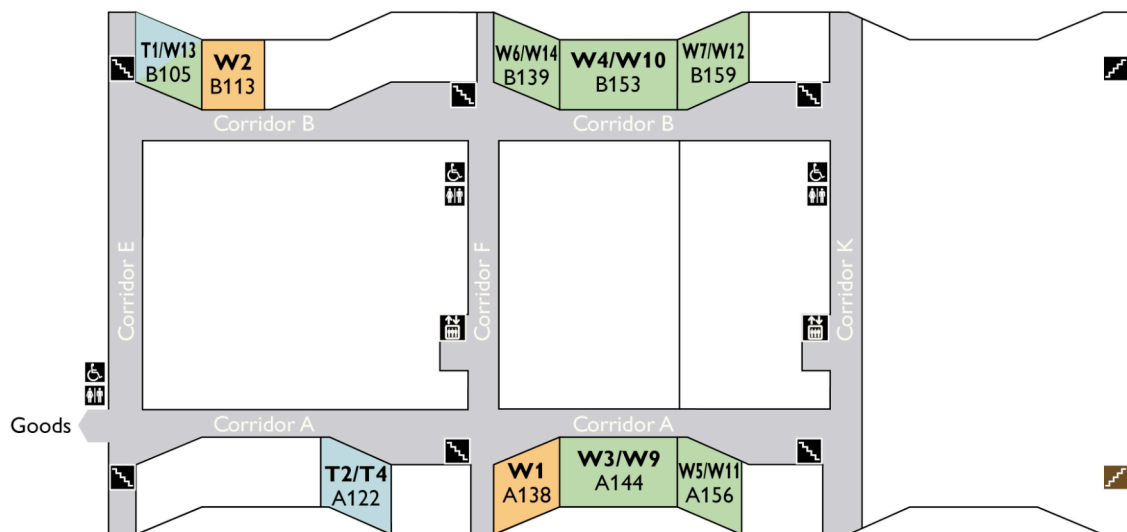 T1/W13
B105
W2
B113
W6/W14
B139
W4/W10
B153
W7/W12
B159
Corridor B
Corridor B
Corridor E
Corridor F
Corridor K
Goods
Corridor A
Corridor A
T2/T4
A122
W1
A138
W3/W9
A144
W5/W11
A156